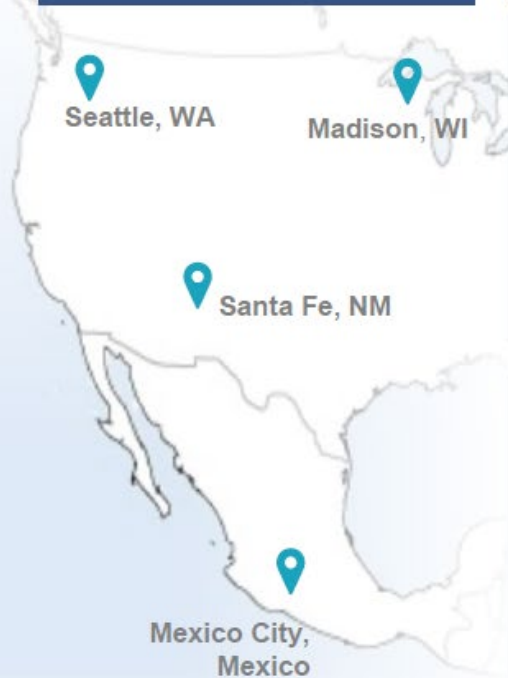 Seattle, WA
Madison, WI
Santa Fe, NM
Mexico City,
Mexico